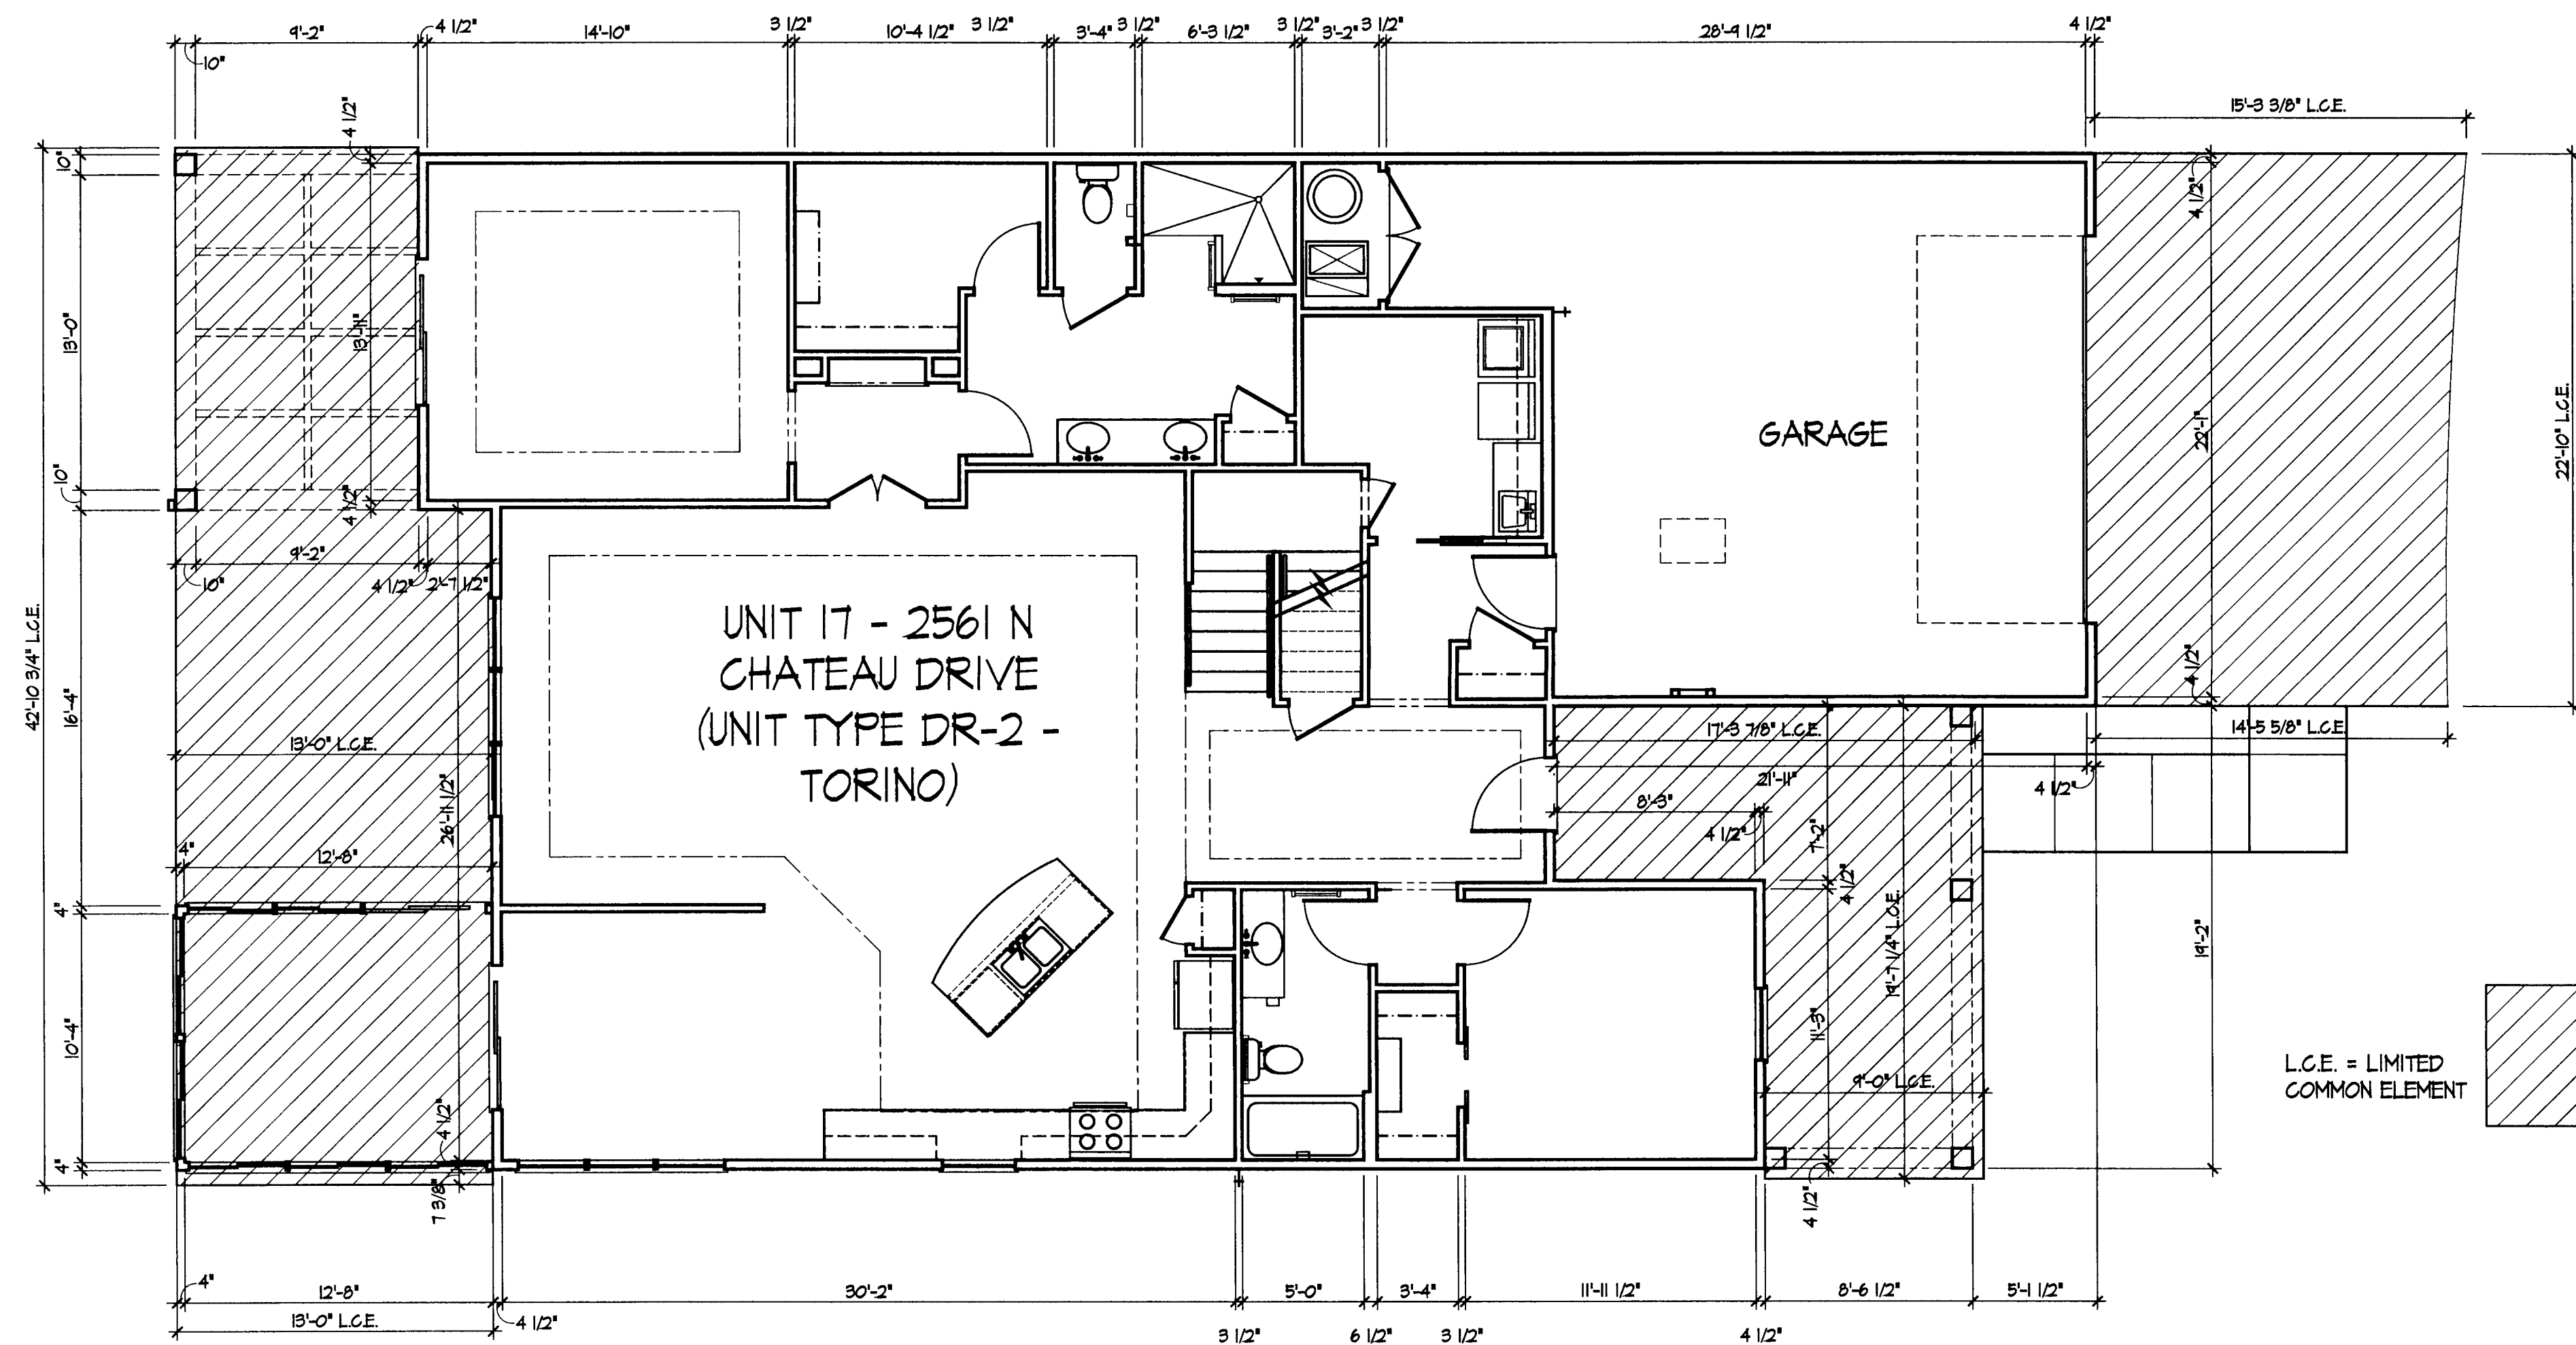 9'-2" 4 1/2" 14'-10" 3 1/2" 10'-4 1/2" 3 1/2" 3'-4" 3 1/2" 6'-3 1/2" 3 1/2" 3'-2" 3 1/2" 28'-9 1/2" 4 1/2"
10"
15'-3 3/8" L.C.E.
4 1/2"
10"
4 1/2"
13'-0"
13'-11"
GARAGE
22'-1"
22'-10" L.C.E.
10"
4 1/2"
9'-2"
10"
4 1/2" 2'-7 1/2"
UNIT 17 - 2561 N
CHATEAU DRIVE
(UNIT TYPE DR-2 -
TORINO)
42'-10 3/4" L.C.E.
16'-4"
4 1/2"
17'-3 7/8" L.C.E.
14'-5 5/8" L.C.E.
13'-0" L.C.E.
21'-11"
4 1/2"
8'-3"
4 1/2"
26'-11 1/2"
7'-2"
4"
12'-8"
4 1/2"
4"
19'-7 1/4" L.C.E.
19'-2"
10'-4"
11'-3"
L.C.E. = LIMITED
COMMON ELEMENT
9'-0" L.C.E.
4 1/2"
4"
7 3/8"
4 1/2"
4"
12'-8" 30'-2" 5'-0" 3'-4" 11'-11 1/2" 8'-6 1/2" 5'-1 1/2"
13'-0" L.C.E. 4 1/2"
3 1/2" 6 1/2" 3 1/2" 4 1/2"